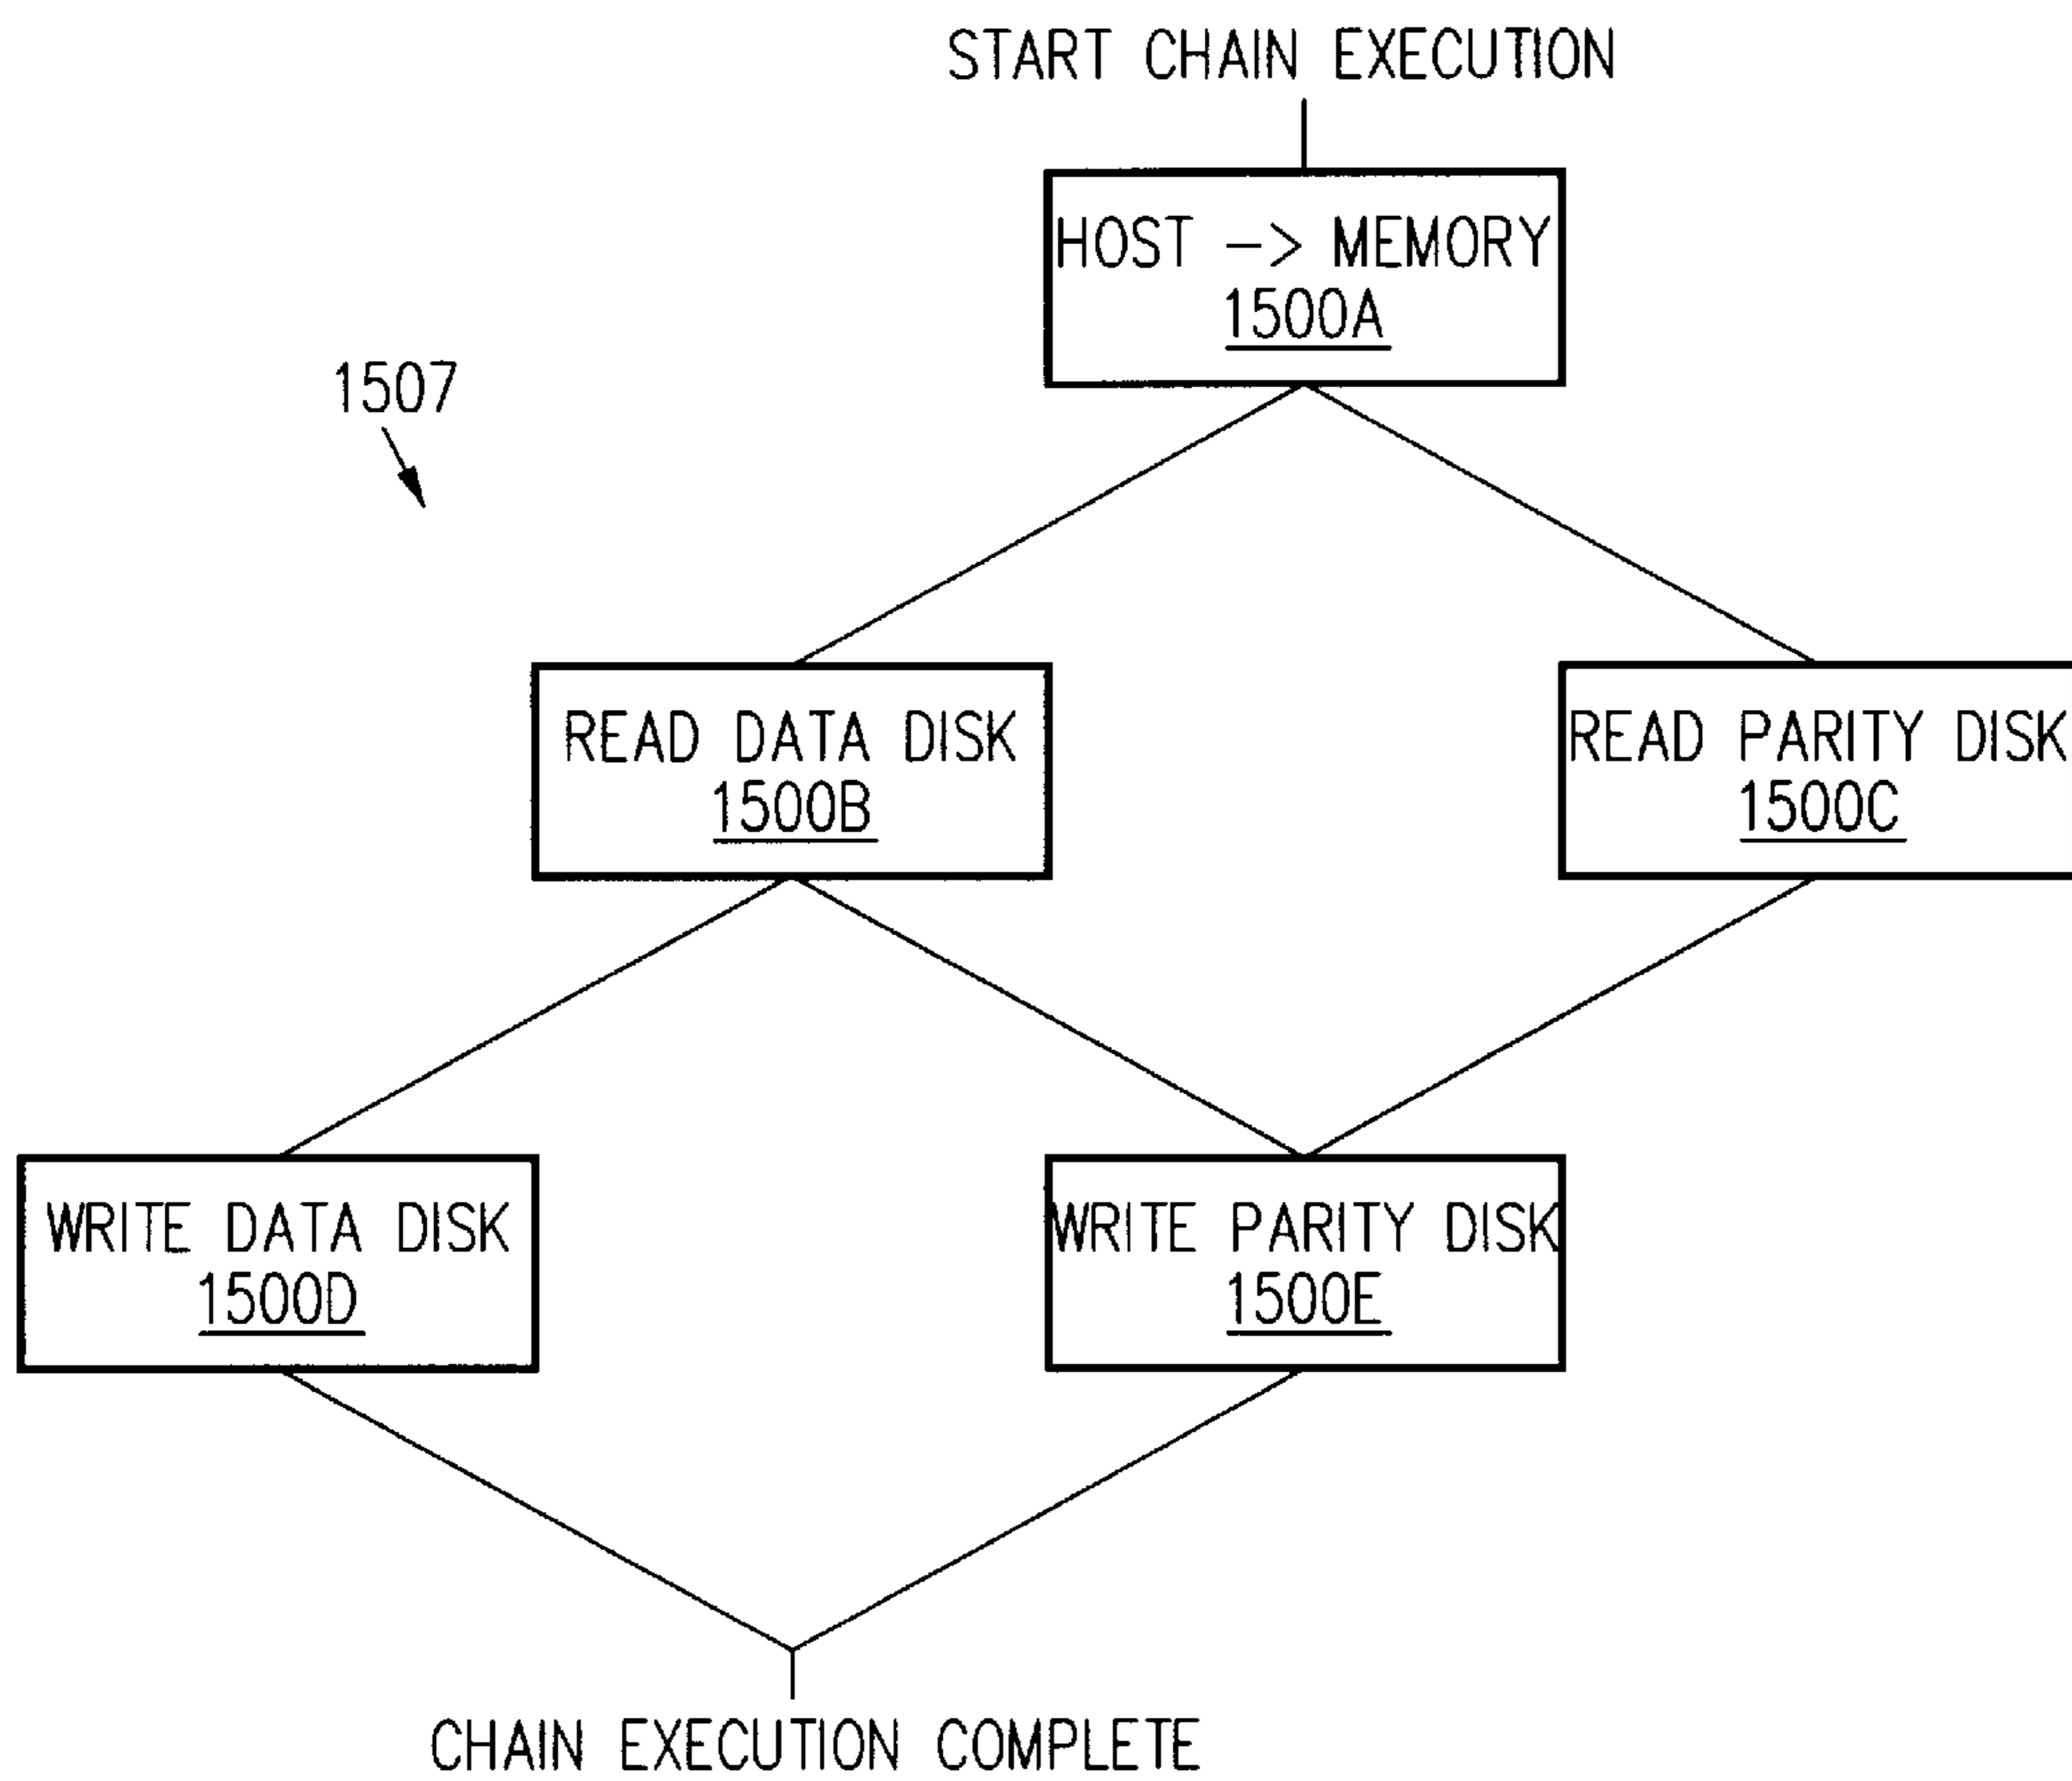 START CHAIN EXECUTION
HOST -> MEMORY
1500A
1507
READ DATA DISK
1500B
READ PARITY DISK
1500C
WRITE DATA DISK
1500D
WRITE PARITY DISK
1500E
CHAIN EXECUTION COMPLETE